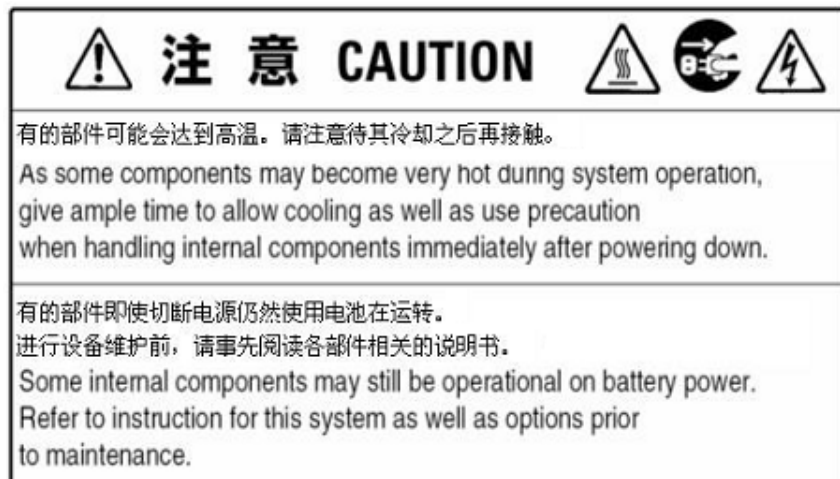 注 意 CAUTION
有的部件可能会达到高温。请注意待其冷却之后再接触。
As some components may become very hot during system operation,
give ample time to allow cooling as well as use precaution
when handling internal components immediately after powering down.
有的部件即使切断电源仍然使用电池在运转。
进行设备维护前，请事先阅读各部件相关的说明书。
Some internal components may still be operational on battery power.
Refer to instruction for this system as well as options prior
to maintenance.